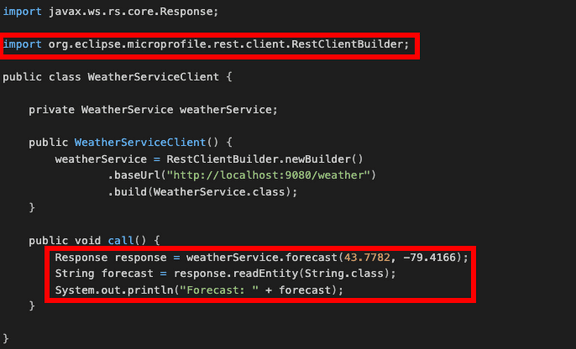 import javax.ws.rs.core.Response;
import org.eclipse.microprofile.rest.client.RestClientBuilder;
public class WeatherServiceClient {
private WeatherService weatherService;
public WeatherServiceClient() {
weatherService = RestClientBuilder.newBuilder()
.baseUrl("http://localhost:9080/weather")
.build(WeatherService.class);
}
public void call() {
Response response = weatherService.forecast(43.7782, -79.4166);
String forecast = response.readEntity(String.class);
System.out.println("Forecast: " + forecast);
}
}